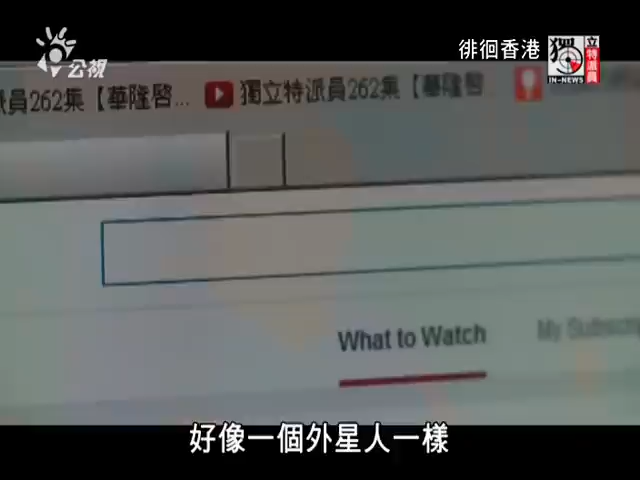 公視
徘徊香港
獨立特派員
IN-NEWS
員262集【華隆啓...
獨立特派員262集【華隆啓
What to Watch
My Subscrip
好像一個外星人一樣